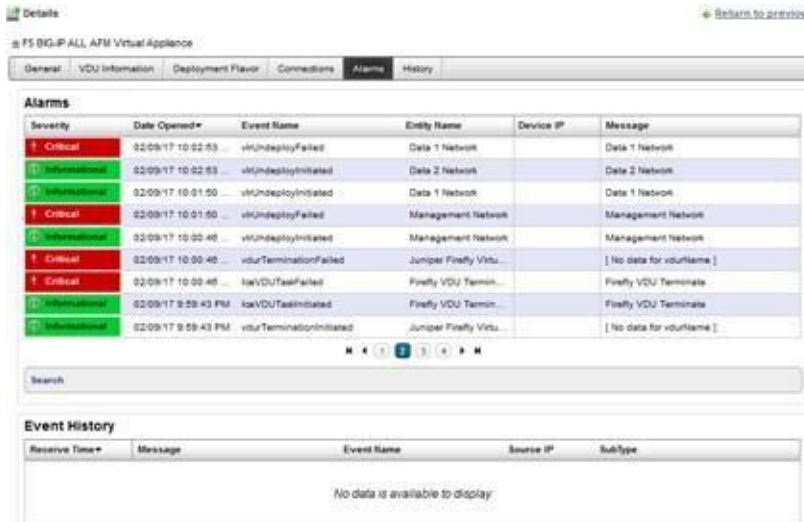 Details
Return to previou
F5 BIG-IP ALL AFM Virtual Appliance
General VDU Information Deployment Flavor Connections Alarms History
Alarms
Severity Date Opened Event Name Entity Name Device IP Message
Critical 02/09/17 10:02:53 ... vlrUndeployFailed Data 1 Network Data 1 Network
Informational 02/09/17 10:02:53 ... vlrUndeployInitiated Data 2 Network Data 2 Network
Informational 02/09/17 10:01:50 ... vlrUndeployInitiated Data 1 Network Data 1 Network
Critical 02/09/17 10:01:50 ... vlrUndeployFailed Management Network Management Network
Informational 02/09/17 10:00:46 ... vlrUndeployInitiated Management Network Management Network
Critical 02/09/17 10:00:46 ... vdurTerminationFailed Juniper Firefly Virtu... [ No data for vdurName ]
Critical 02/09/17 10:00:46 ... IceVDUTaskFailed Firefly VDU Termin... Firefly VDU Terminate
Informational 02/09/17 9:59:43 PM IceVDUTaskInitiated Firefly VDU Termin... Firefly VDU Terminate
Informational 02/09/17 9:59:43 PM vdurTerminationInitiated Juniper Firefly Virtu... [ No data for vdurName ]
1 2 3 4
Search
Event History
Receive Time Message Event Name Source IP SubType
No data is available to display